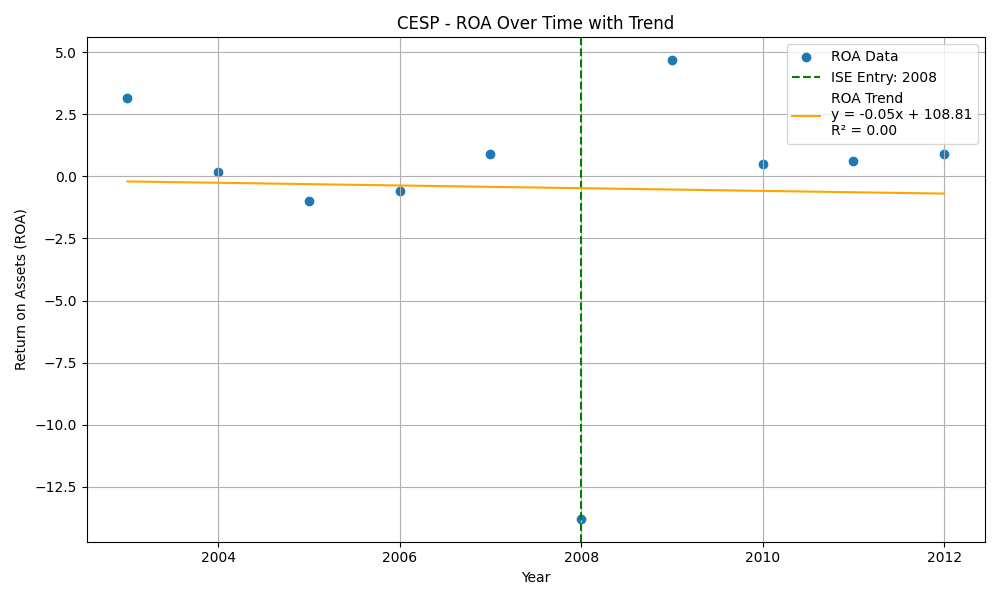 CESP - ROA Over Time with Trend
5.0
2.5
0.0
−2.5
−5.0
−7.5
−10.0
−12.5
Return on Assets (ROA)
ROA Data
ISE Entry: 2008
ROA Trend
y = -0.05x + 108.81
R² = 0.00
2004
2006
2008
2010
2012
Year